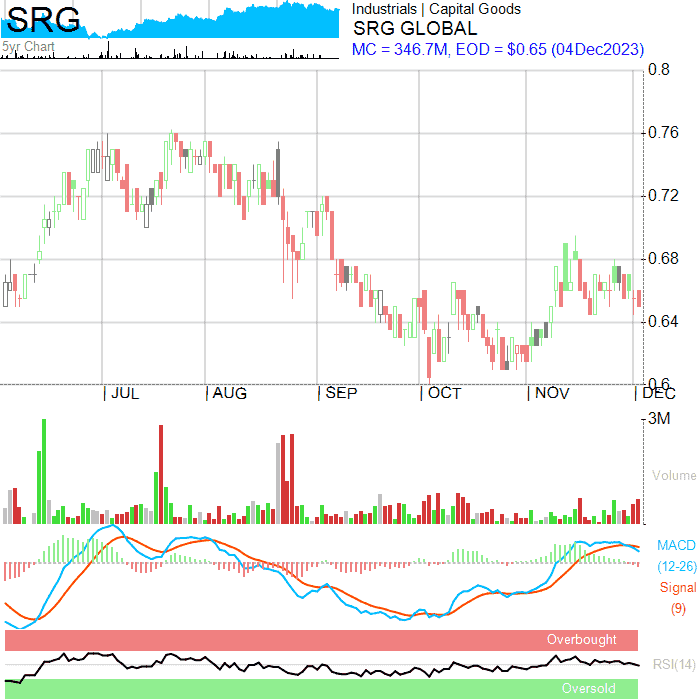 SRG
5yr Chart
Industrials | Capital Goods
SRG GLOBAL
MC = 346.7M, EOD = $0.65 (04Dec2023)
0.8
0.76
0.72
0.68
0.64
0.6
| JUL | AUG | SEP | OCT | NOV | DEC
3M
Volume
MACD
(12-26)
Signal
(9)
Overbought
RSI(14)
Oversold